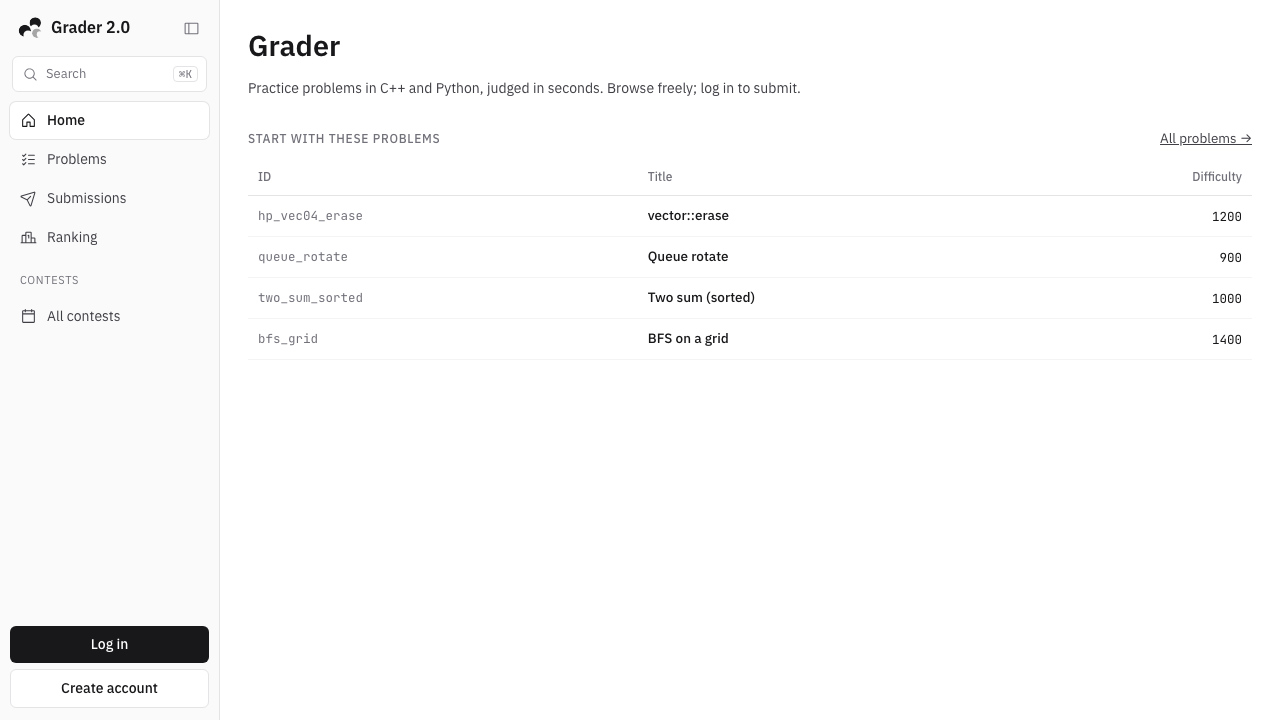 Grader 2.0
Search ⌘K
Home
Problems
Submissions
Ranking
CONTESTS
All contests
Log in
Create account
Grader
Practice problems in C++ and Python, judged in seconds. Browse freely; log in to submit.
START WITH THESE PROBLEMS All problems →
ID Title Difficulty
hp_vec04_erase vector::erase 1200
queue_rotate Queue rotate 900
two_sum_sorted Two sum (sorted) 1000
bfs_grid BFS on a grid 1400